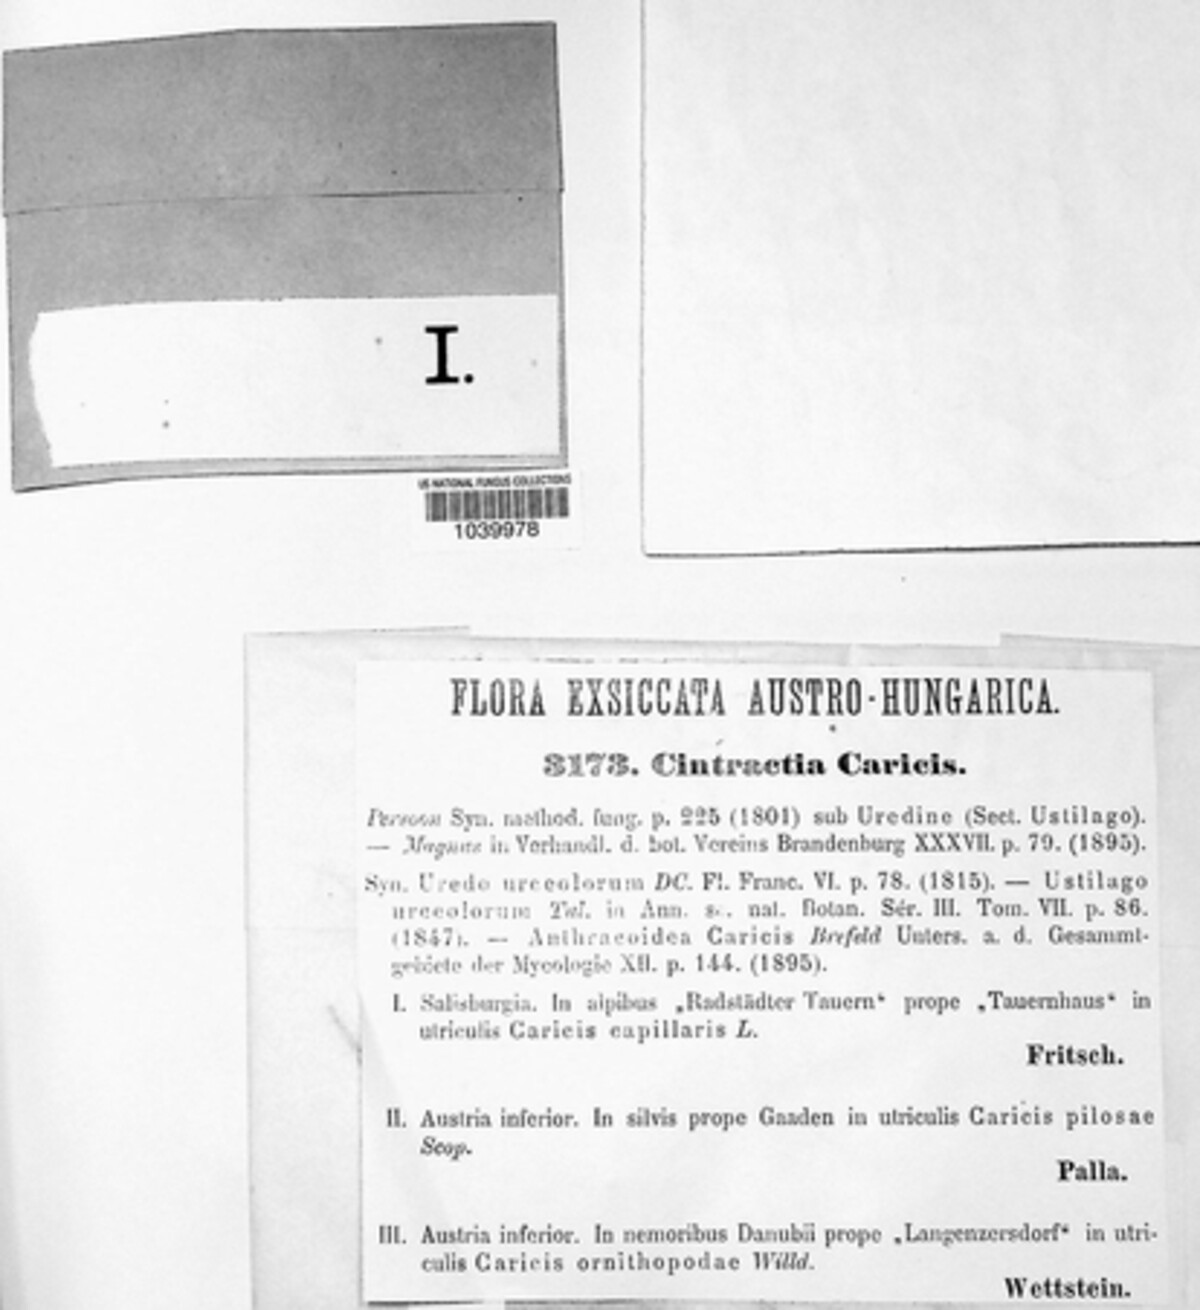 I.
US NATIONAL FUNGUS COLLECTIONS
1039978
FLORA EXSICCATA AUSTRO-HUNGARICA.
3173. Cintractia Caricis.
Persoon Syn. method. fung. p. 225 (1801) sub Uredine (Sect. Ustilago).
— Magnus in Verhandl. d. bot. Vereins Brandenburg XXXVII. p. 79. (1895).
Syn. Uredo urceolorum DC. Fl. Franc. VI. p. 78. (1815). — Ustilago
urceolorum Tul. in Ann. sc. nat. Botan. Sér. III. Tom. VII. p. 86.
(1847). — Anthracoidea Caricis Brefeld Unters. a. d. Gesammt-
gebiete der Mycologie XII. p. 144. (1895).
I. Salisburgia. In alpibus „Radstädter Tauern“ prope „Tauernhaus“ in
utriculis Caricis capillaris L.
Fritsch.
II. Austria inferior. In silvis prope Gaaden in utriculis Caricis pilosae
Scop.
Palla.
III. Austria inferior. In nemoribus Danubii prope „Langenzersdorf“ in utri-
culis Caricis ornithopodae Willd.
Wettstein.